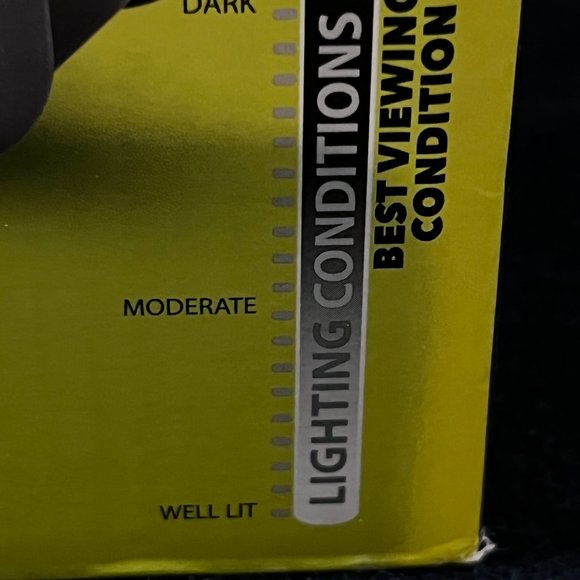 DARK
MODERATE
WELL LIT
LIGHTING CONDITIONS
BEST VIEWING
CONDITION